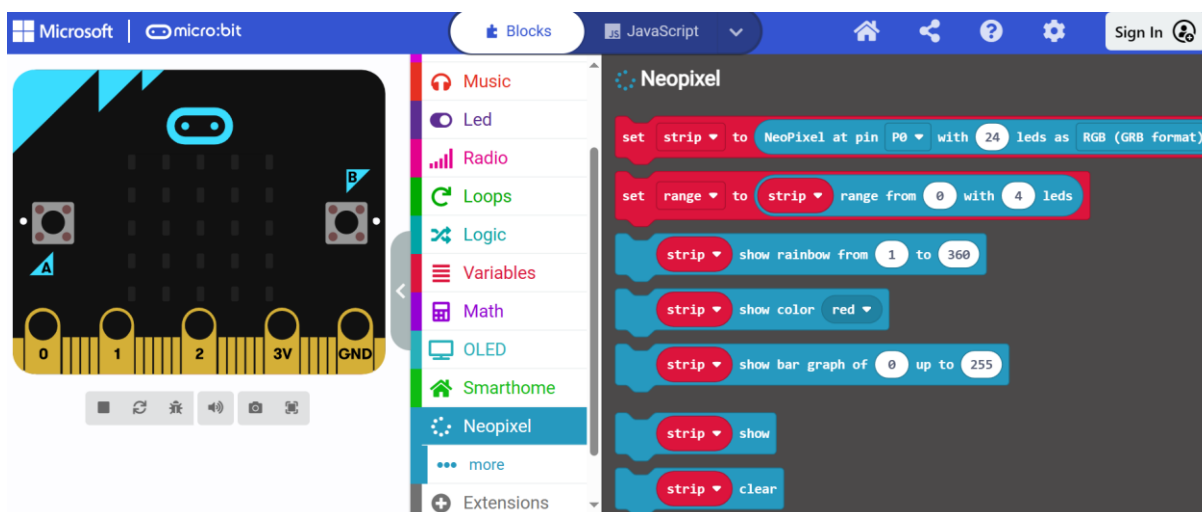 Microsoft micro:bit Blocks JavaScript Sign In
B
A
0 1 2 3V GND
Music
Led
Radio
Loops
Logic
Variables
Math
OLED
Smarthome
Neopixel
more
Extensions
Neopixel
set strip to NeoPixel at pin P0 with 24 leds as RGB (GRB format)
set range to strip range from 0 with 4 leds
strip show rainbow from 1 to 360
strip show color red
strip show bar graph of 0 up to 255
strip show
strip clear